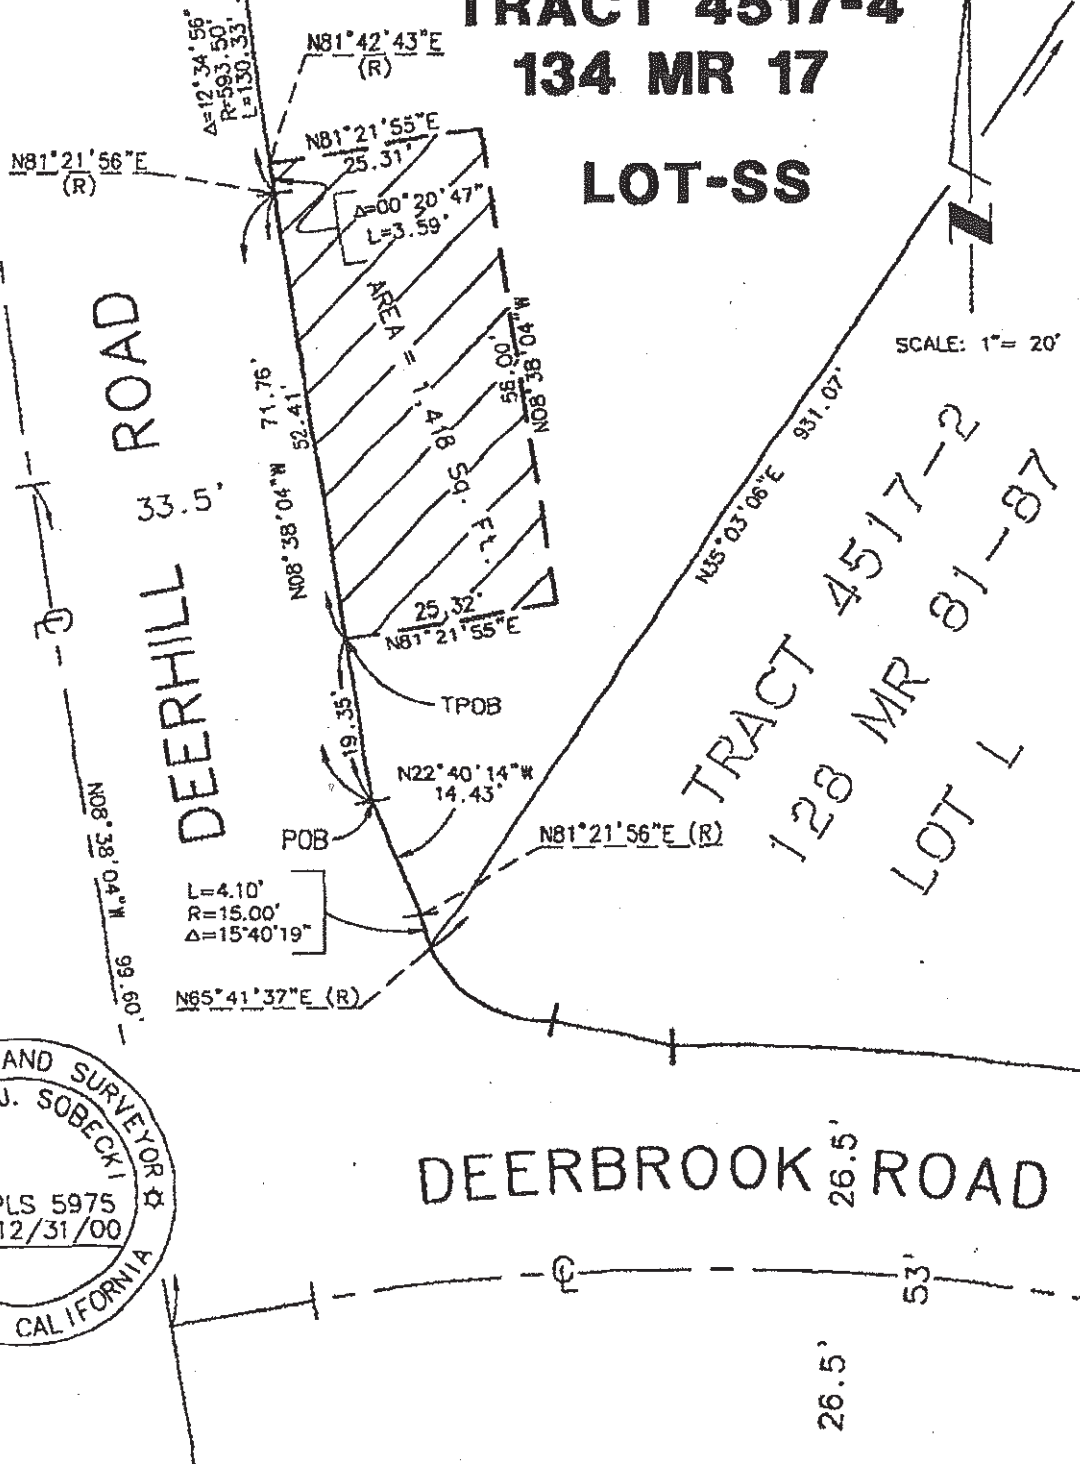 TRACT 4517-4
134 MR 17
LOT-SS
Δ=12°34'56"
R=593.50'
L=130.33'
N81°42'43"E
(R)
N81°21'56"E
(R)
N81°21'55"E
25.31'
Δ=00°20'47"
L=3.59'
AREA = 1,418 Sq. Ft.
56.00'
N08°38'04"W
71.76'
52.41'
N08°38'04"W
25.32'
N81°21'55"E
DEERHILL ROAD
33.5'
SCALE: 1"= 20'
931.07'
N35°03'06"E
TRACT 4517-2
128 MR 81-87
LOT L
TPOB
19.35'
N22°40'14"W
14.43'
POB
N81°21'56"E (R)
L=4.10'
R=15.00'
Δ=15°40'19"
N65°41'37"E (R)
N08°38'04"W 99.60'
AND SURVEYOR
J. SOBECKI
PLS 5975
12/31/00
CALIFORNIA
DEERBROOK ROAD
26.5'
53'
26.5'